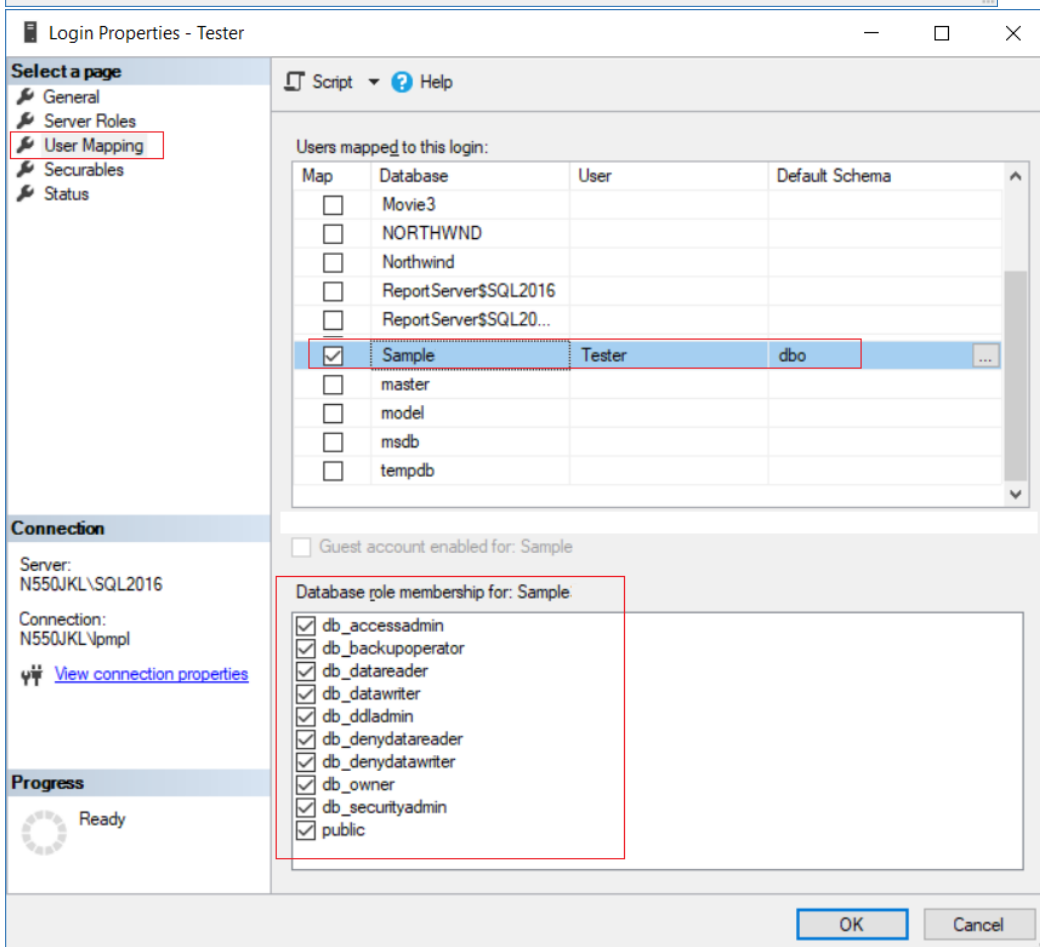 Login Properties - Tester
Select a page
General
Server Roles
User Mapping
Securables
Status
Script
Help
Users mapped to this login:
Map Database User Default Schema
Movie3
NORTHWND
Northwind
ReportServer$SQL2016
ReportServer$SQL20...
Sample Tester dbo ...
master
model
msdb
tempdb
Guest account enabled for: Sample
Database role membership for: Sample
db_accessadmin
db_backupoperator
db_datareader
db_datawriter
db_ddladmin
db_denydatareader
db_denydatawriter
db_owner
db_securityadmin
public
Connection
Server:
N550JKL\SQL2016
Connection:
N550JKL\lpmpl
View connection properties
Progress
Ready
OK Cancel